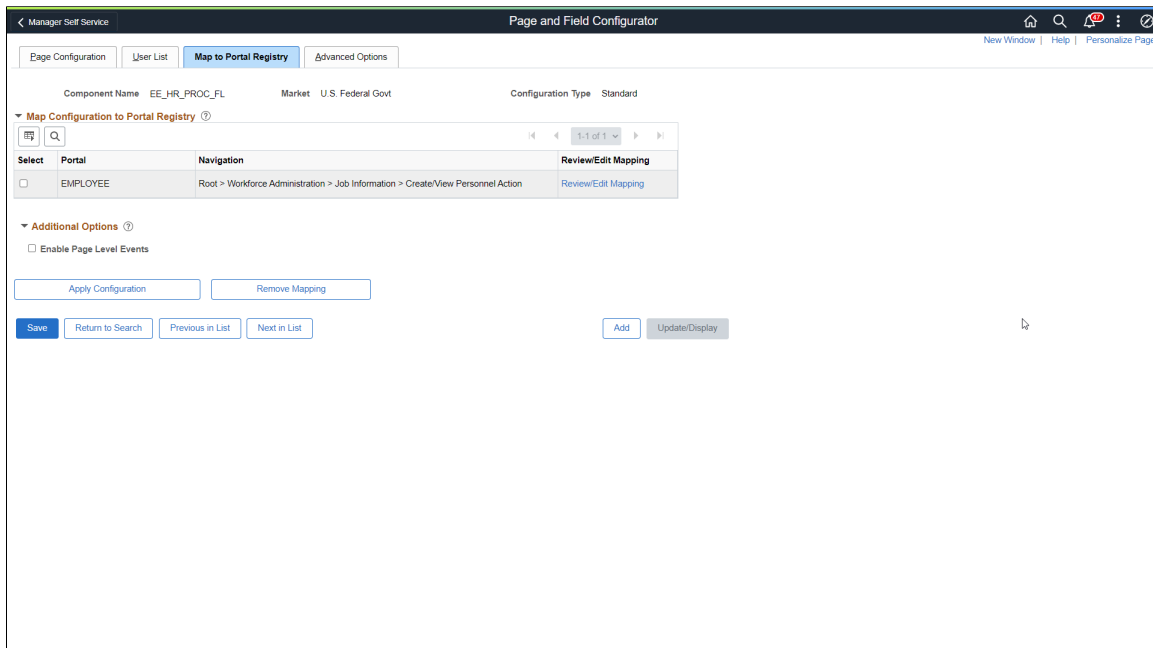 Manager Self Service
Page and Field Configurator
47
New Window | Help | Personalize Page
Page Configuration
User List
Map to Portal Registry
Advanced Options
Component Name EE_HR_PROC_FL Market U.S. Federal Govt Configuration Type Standard
Map Configuration to Portal Registry ?
1-1 of 1
Select Portal Navigation Review/Edit Mapping
EMPLOYEE Root > Workforce Administration > Job Information > Create/View Personnel Action Review/Edit Mapping
Additional Options ?
Enable Page Level Events
Apply Configuration
Remove Mapping
Save
Return to Search
Previous in List
Next in List
Add
Update/Display